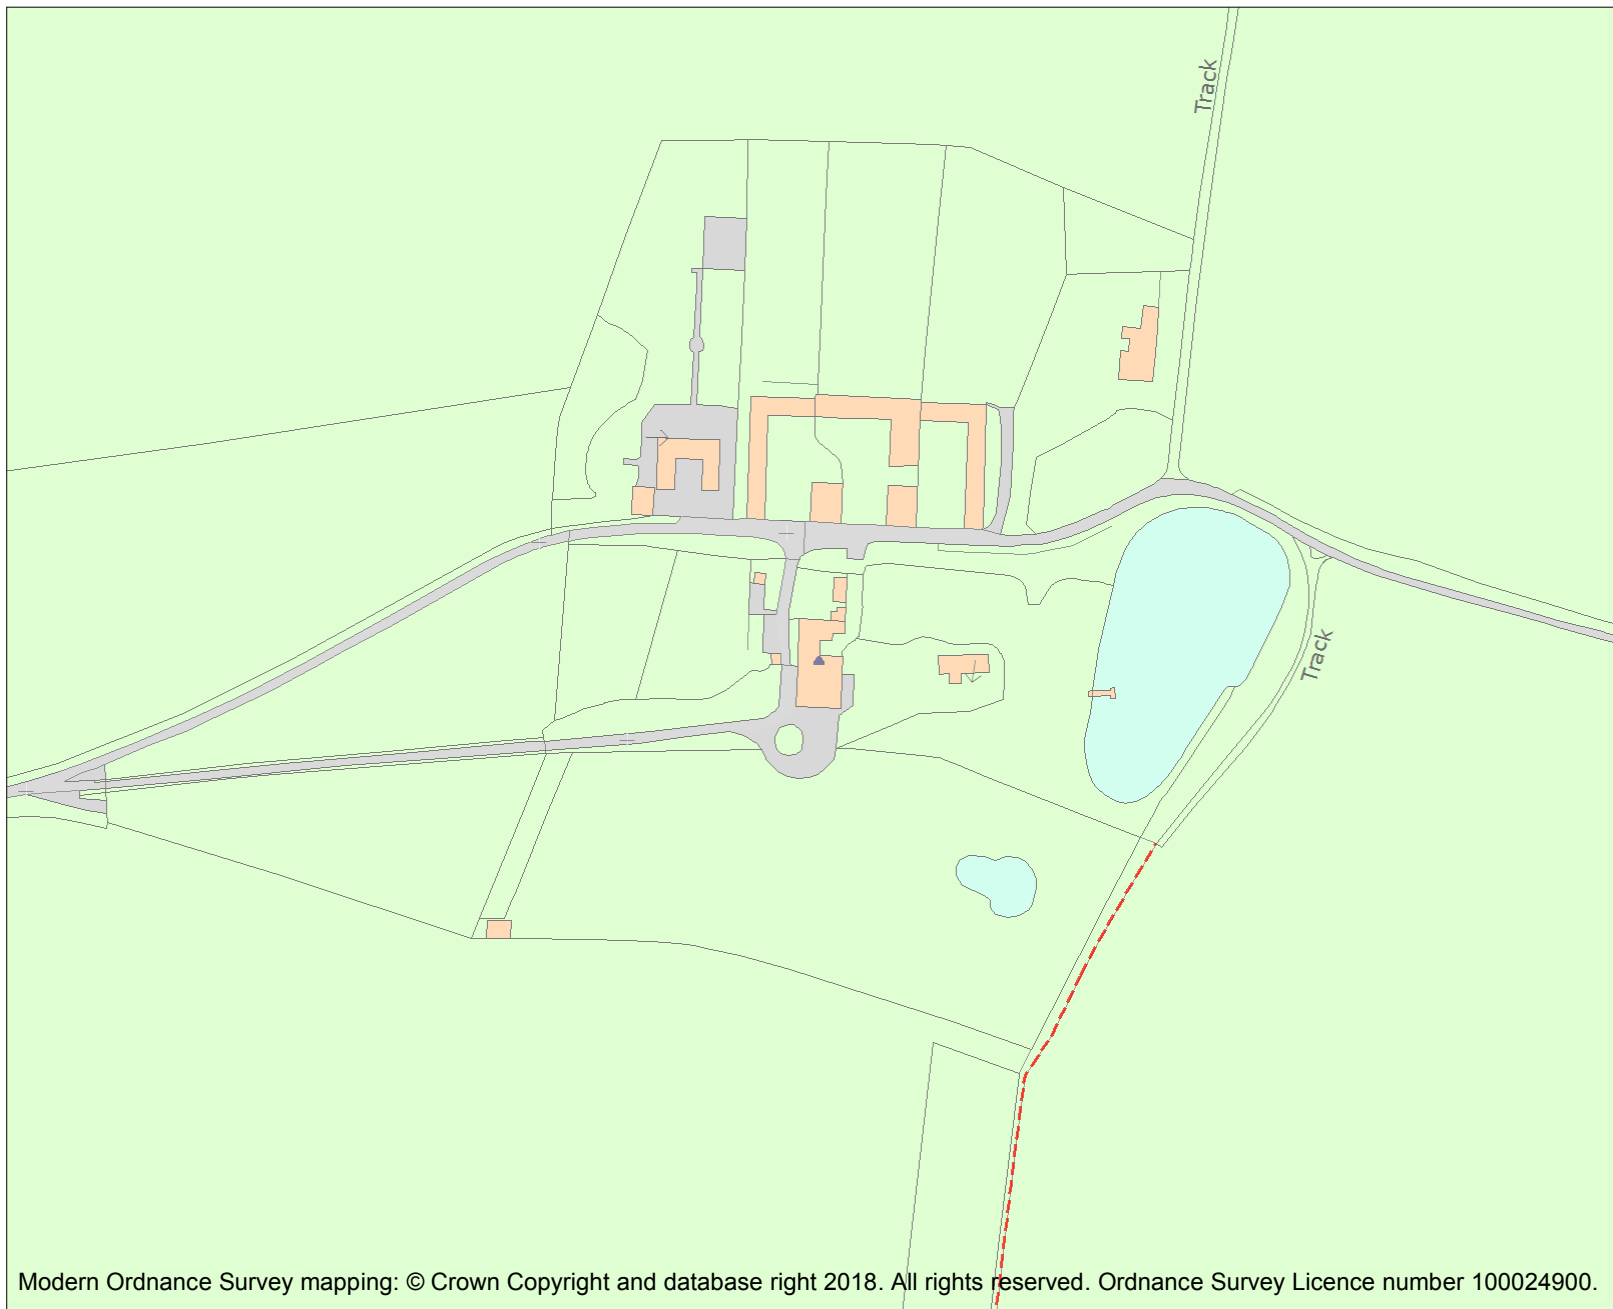 Track
Track
Modern Ordnance Survey mapping: © Crown Copyright and database right 2018. All rights reserved. Ordnance Survey Licence number 100024900.